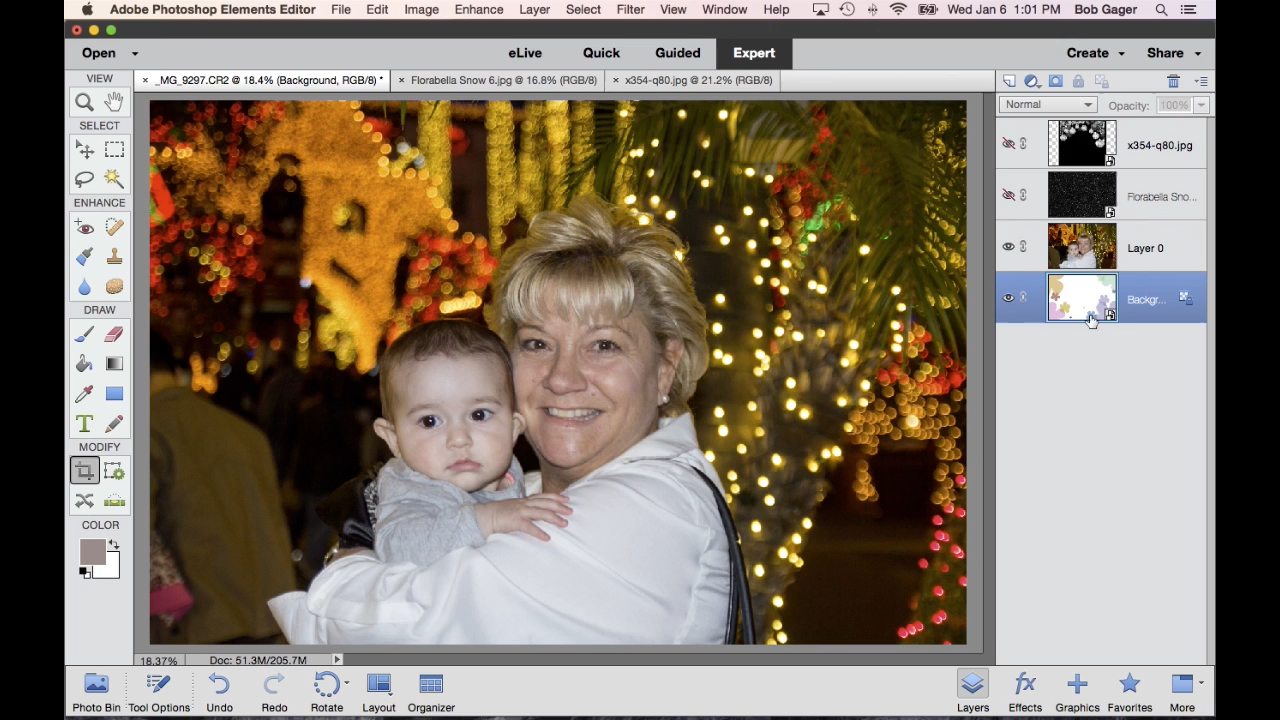 Adobe Photoshop Elements Editor File Edit Image Enhance Layer Select Filter View Window Help Wed Jan 6 1:01 PM Bob Gager
Open eLive Quick Guided Expert Create Share
VIEW
× _MG_9297.CR2 @ 18.4% (Background, RGB/8) * × Florabella Snow 6.jpg @ 16.8% (RGB/8) × x354-q80.jpg @ 21.2% (RGB/8)
Normal Opacity: 100%
SELECT
x354-q80.jpg
Florabella Sno...
ENHANCE
Layer 0
Backgr...
DRAW
T
MODIFY
COLOR
18.37% Doc: 51.3M/205.7M
fx
Photo Bin Tool Options Undo Redo Rotate Layout Organizer Layers Effects Graphics Favorites More